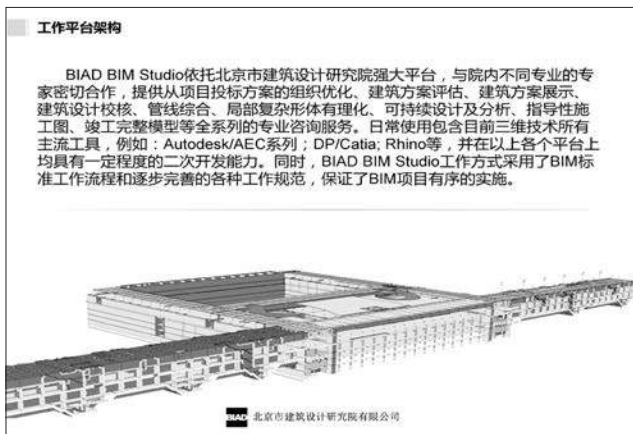 工作平台架构
BIAD BIM Studio依托北京市建筑设计研究院强大平台，与院内不同专业的专
家密切合作，提供从项目投标方案的组织优化、建筑方案评估、建筑方案展示、
建筑设计校核、管线综合、局部复杂形体有理化、可持续设计及分析、指导性施
工图、竣工完整模型等全系列的专业咨询服务。日常使用包含目前三维技术所有
主流工具，例如：Autodesk/AEC系列；DP/Catia; Rhino等，并在以上各个平台上
均具有一定程度的二次开发能力。同时，BIAD BIM Studio工作方式采用了BIM标
准工作流程和逐步完善的各种工作规范，保证了BIM项目有序的实施。
BIAD 北京市建筑设计研究院有限公司